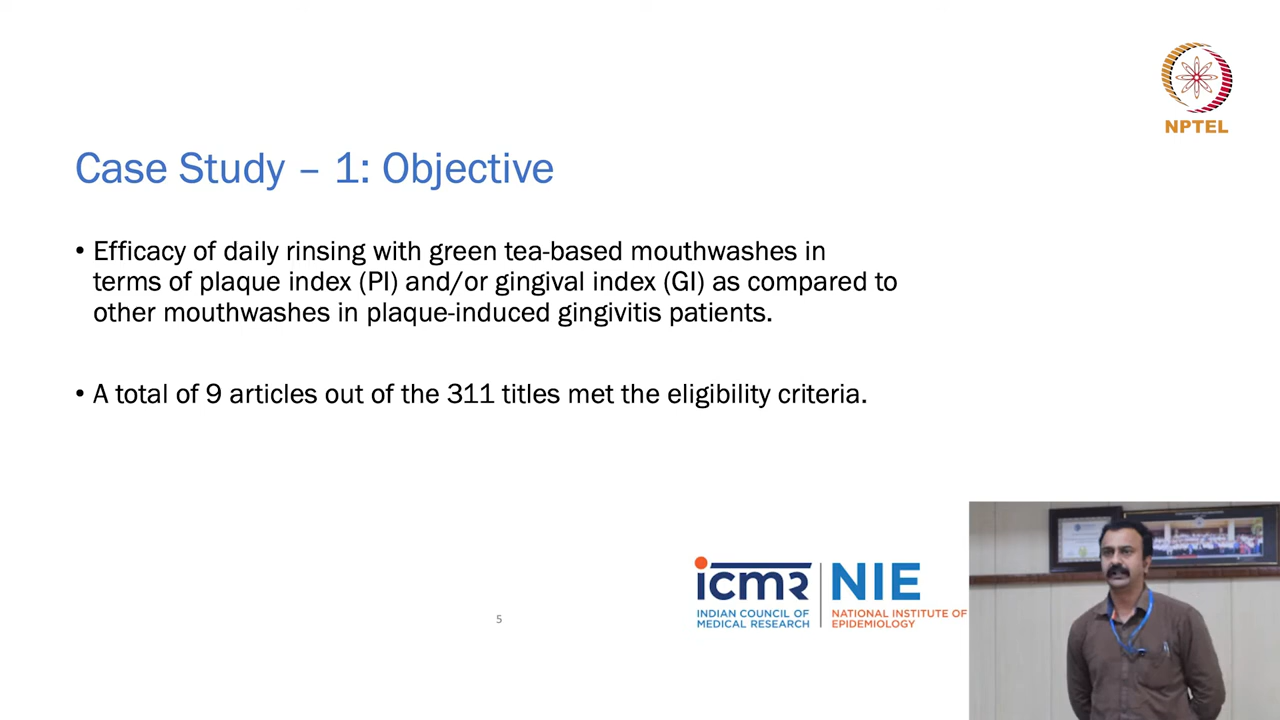 NPTEL
Case Study – 1: Objective
• Efficacy of daily rinsing with green tea-based mouthwashes in
terms of plaque index (PI) and/or gingival index (GI) as compared to
other mouthwashes in plaque-induced gingivitis patients.
• A total of 9 articles out of the 311 titles met the eligibility criteria.
5
icmr
INDIAN COUNCIL OF
MEDICAL RESEARCH
NIE
NATIONAL INSTITUTE OF
EPIDEMIOLOGY